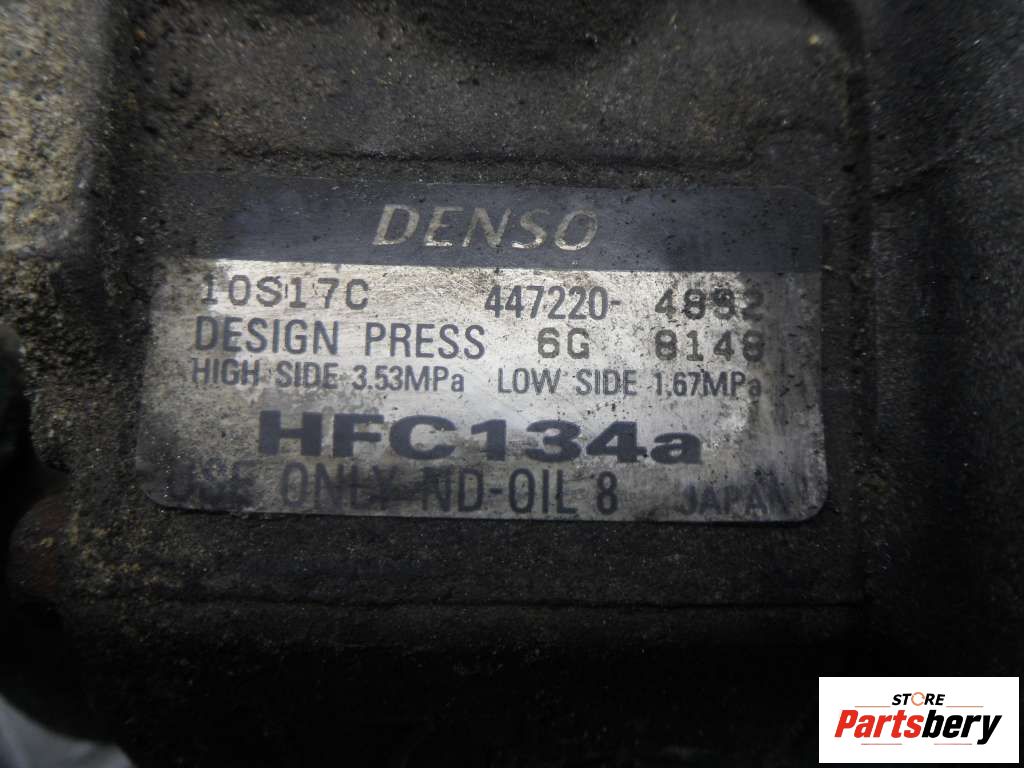 DENSO
10S17C 447220- 4892
DESIGN PRESS 6G 8148
HIGH SIDE 3.53MPa LOW SIDE 1.67MPa
HFC134a
USE ONLY ND-OIL 8 JAPAN
STORE
Partsbery